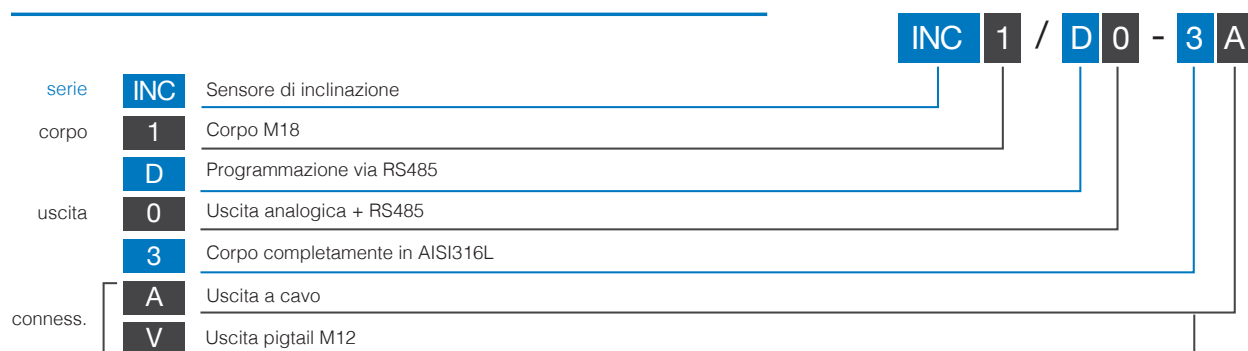 INC 1 / D 0 - 3 A
serie INC Sensore di inclinazione
corpo 1 Corpo M18
D Programmazione via RS485
uscita 0 Uscita analogica + RS485
3 Corpo completamente in AISI316L
A Uscita a cavo
conness.
V Uscita pigtail M12